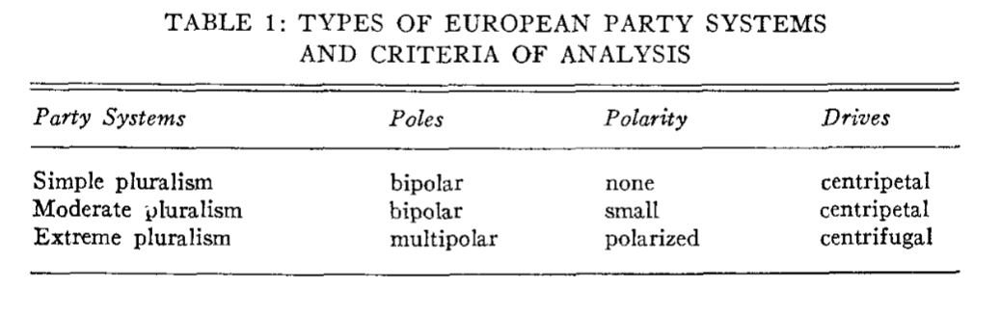 TABLE 1: TYPES OF EUROPEAN PARTY SYSTEMS
AND CRITERIA OF ANALYSIS
Party Systems Poles Polarity Drives
Simple pluralism bipolar none centripetal
Moderate pluralism bipolar small centripetal
Extreme pluralism multipolar polarized centrifugal